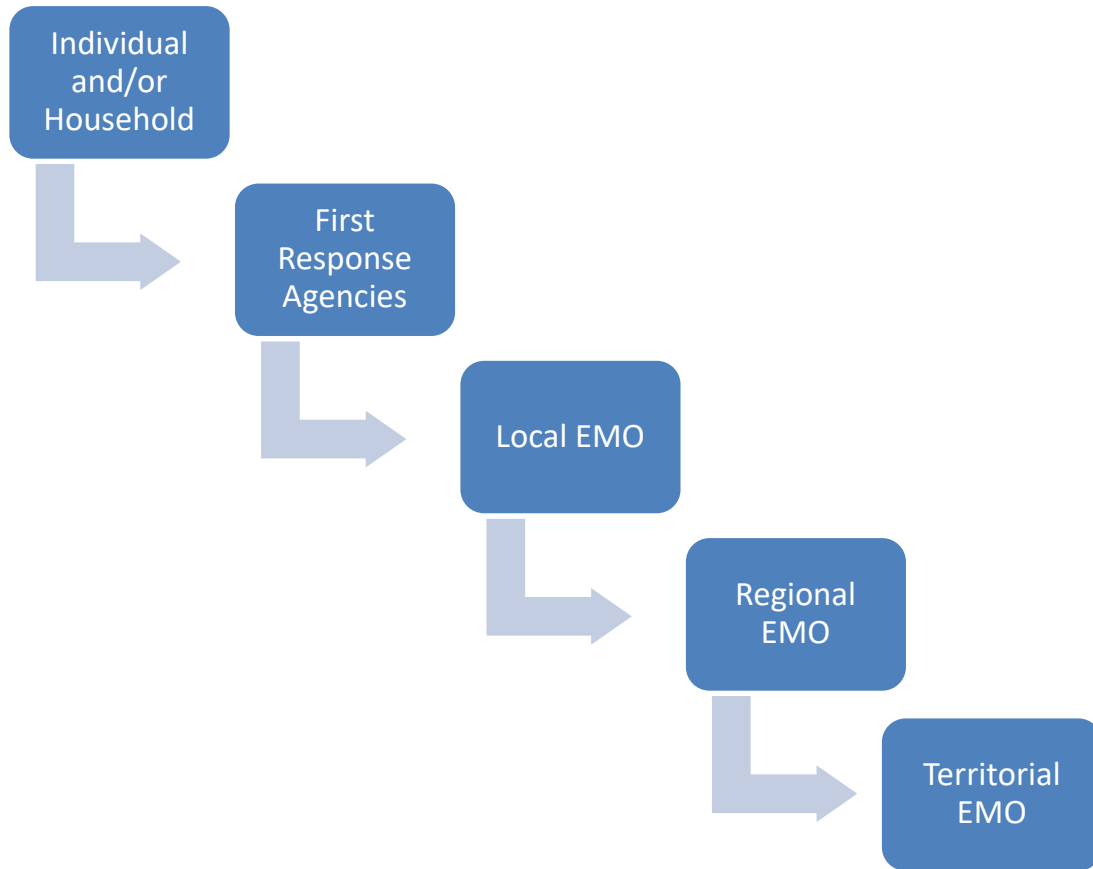 Individual
and/or
Household
First
Response
Agencies
Local EMO
Regional
EMO
Territorial
EMO